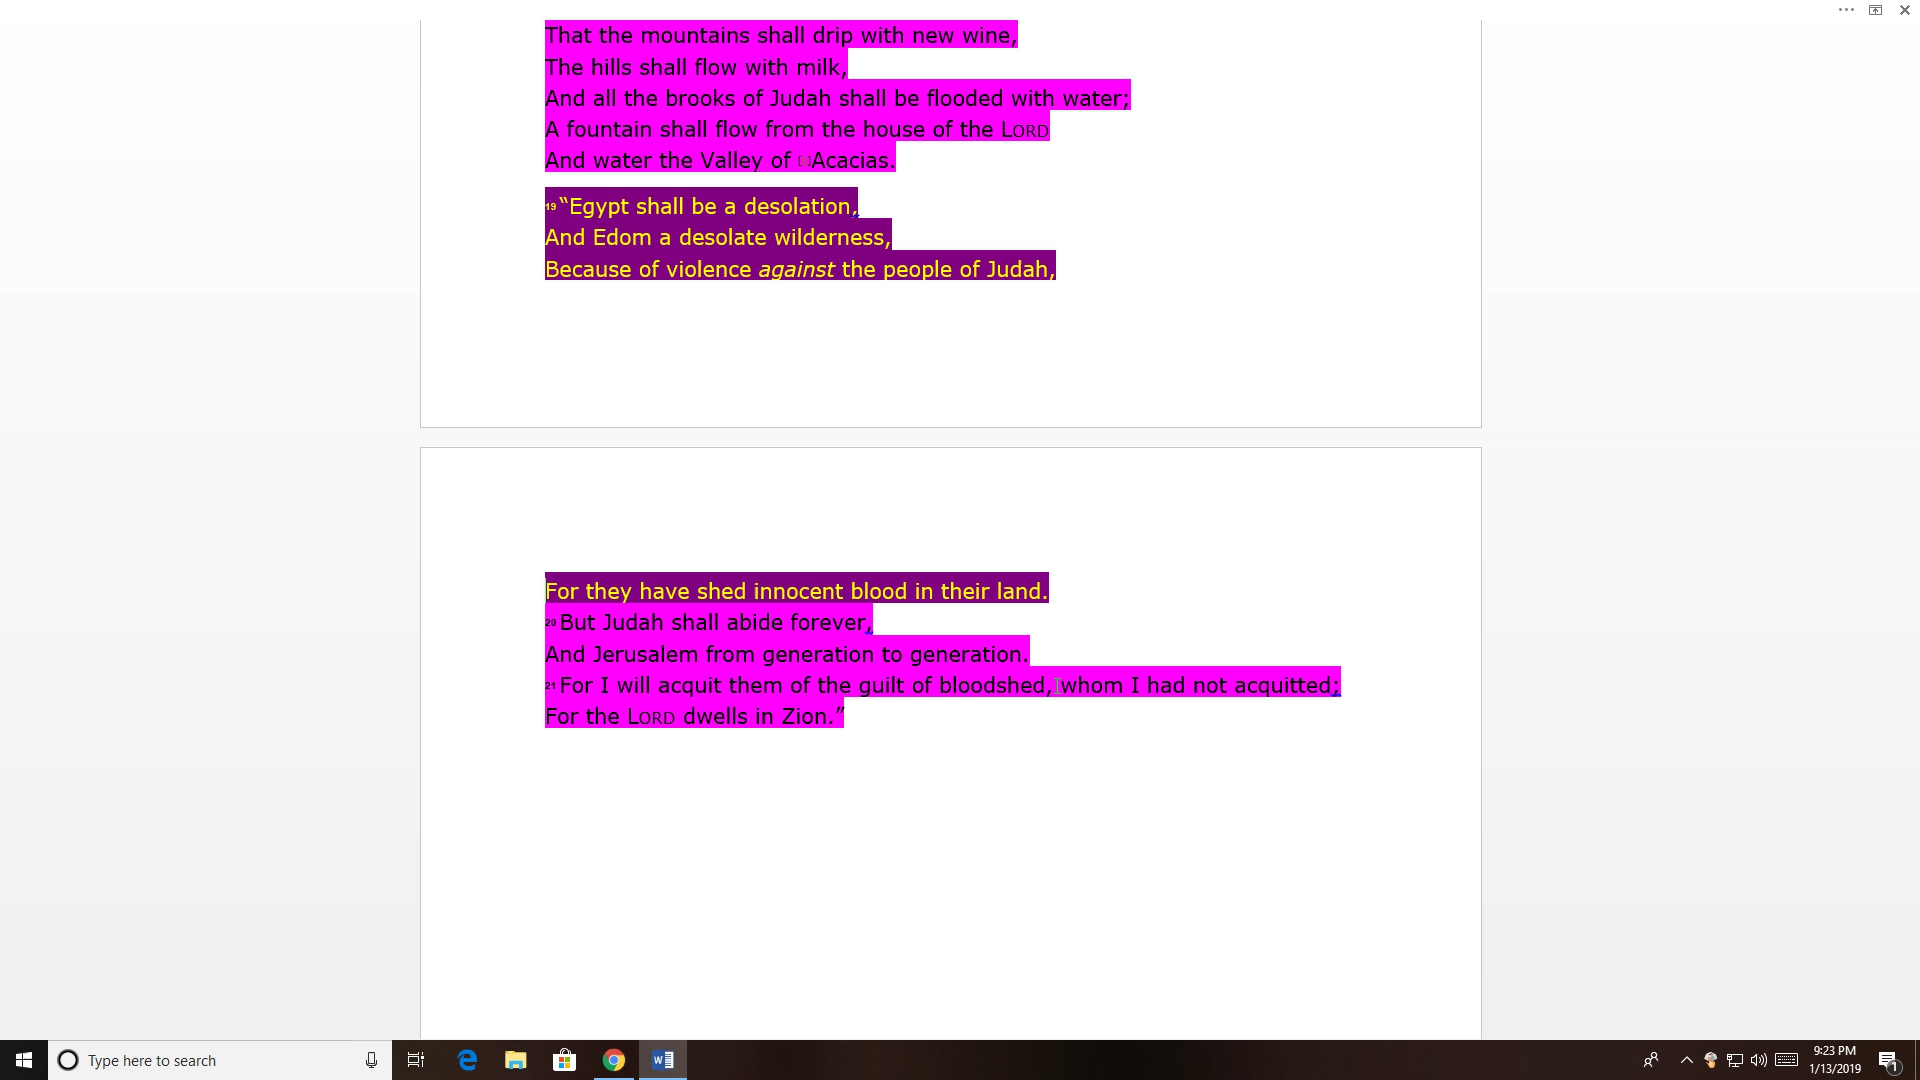 That the mountains shall drip with new wine,
The hills shall flow with milk,
And all the brooks of Judah shall be flooded with water;
A fountain shall flow from the house of the LORD
And water the Valley of Acacias.
19 “Egypt shall be a desolation,
And Edom a desolate wilderness,
Because of violence against the people of Judah,
For they have shed innocent blood in their land.
20 But Judah shall abide forever,
And Jerusalem from generation to generation.
21 For I will acquit them of the guilt of bloodshed, whom I had not acquitted;
For the LORD dwells in Zion.”
Type here to search
9:23 PM
1/13/2019
1